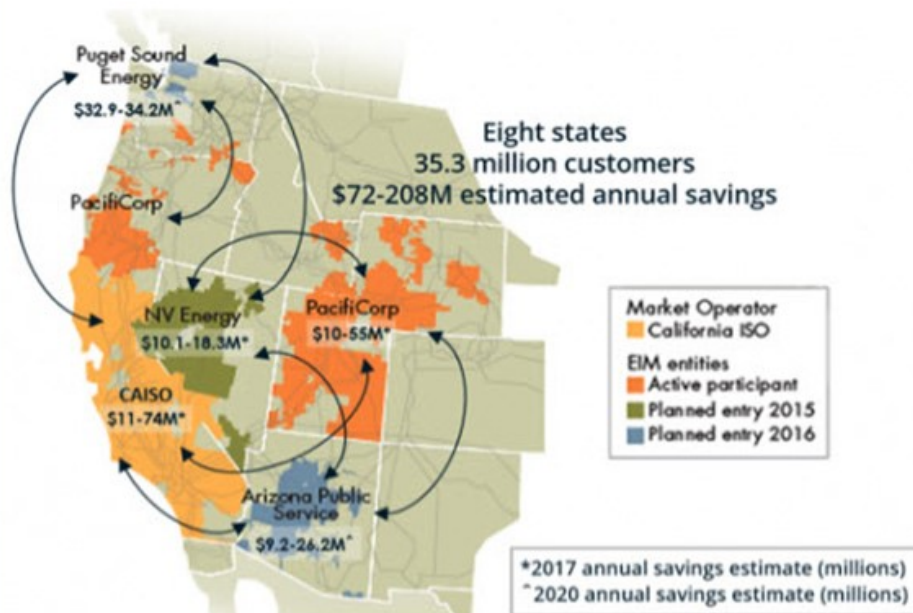 Puget Sound
Energy
$32.9-34.2M^
Eight states
35.3 million customers
$72-208M estimated annual savings
PacifiCorp
NV Energy
$10.1-18.3M*
PacifiCorp
$10-55M*
CAISO
$11-74M*
Arizona Public
Service
$9.2-26.2M^
Market Operator
California ISO
EIM entities
Active participant
Planned entry 2015
Planned entry 2016
*2017 annual savings estimate (millions)
^2020 annual savings estimate (millions)